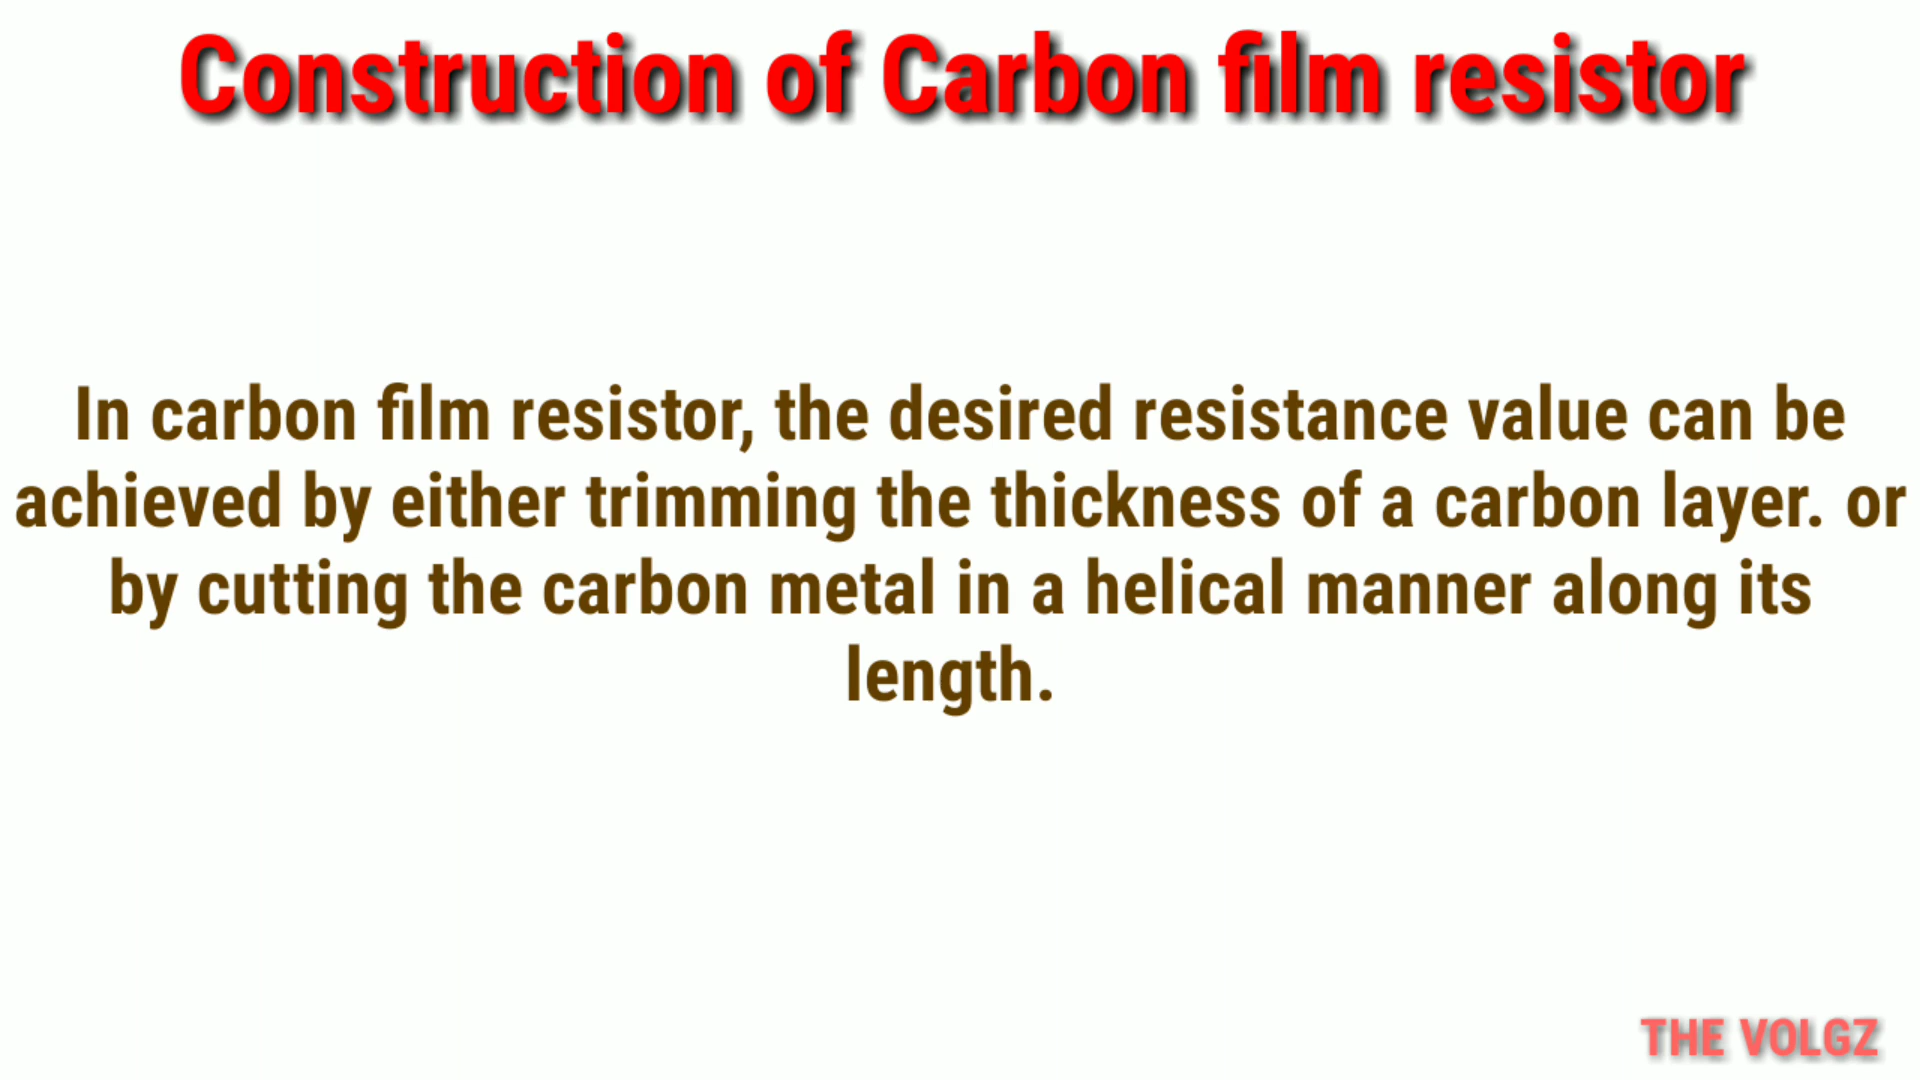 Construction of Carbon film resistor
In carbon film resistor, the desired resistance value can be
achieved by either trimming the thickness of a carbon layer. or
by cutting the carbon metal in a helical manner along its
length.
THE VOLGZ